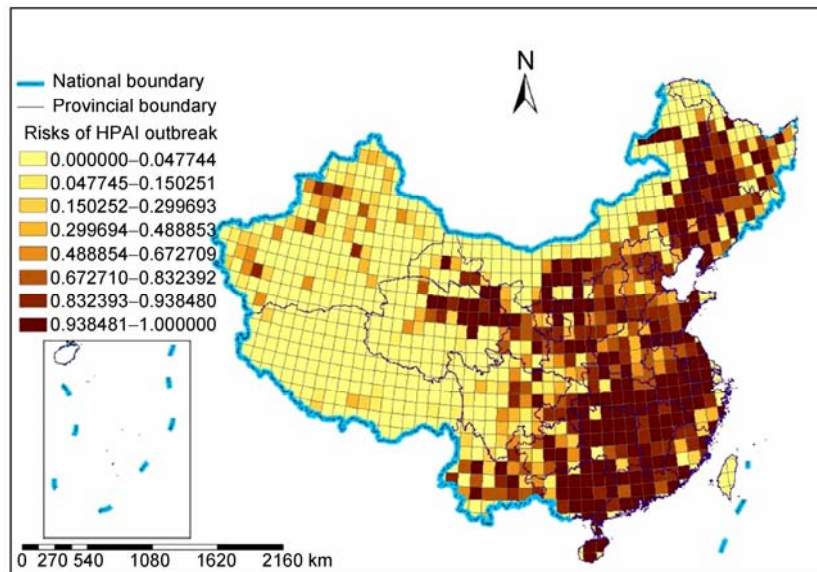 N
National boundary
Provincial boundary
Risks of HPAI outbreak
0.000000–0.047744
0.047745–0.150251
0.150252–0.299693
0.299694–0.488853
0.488854–0.672709
0.672710–0.832392
0.832393–0.938480
0.938481–1.000000
0 270 540 1080 1620 2160 km